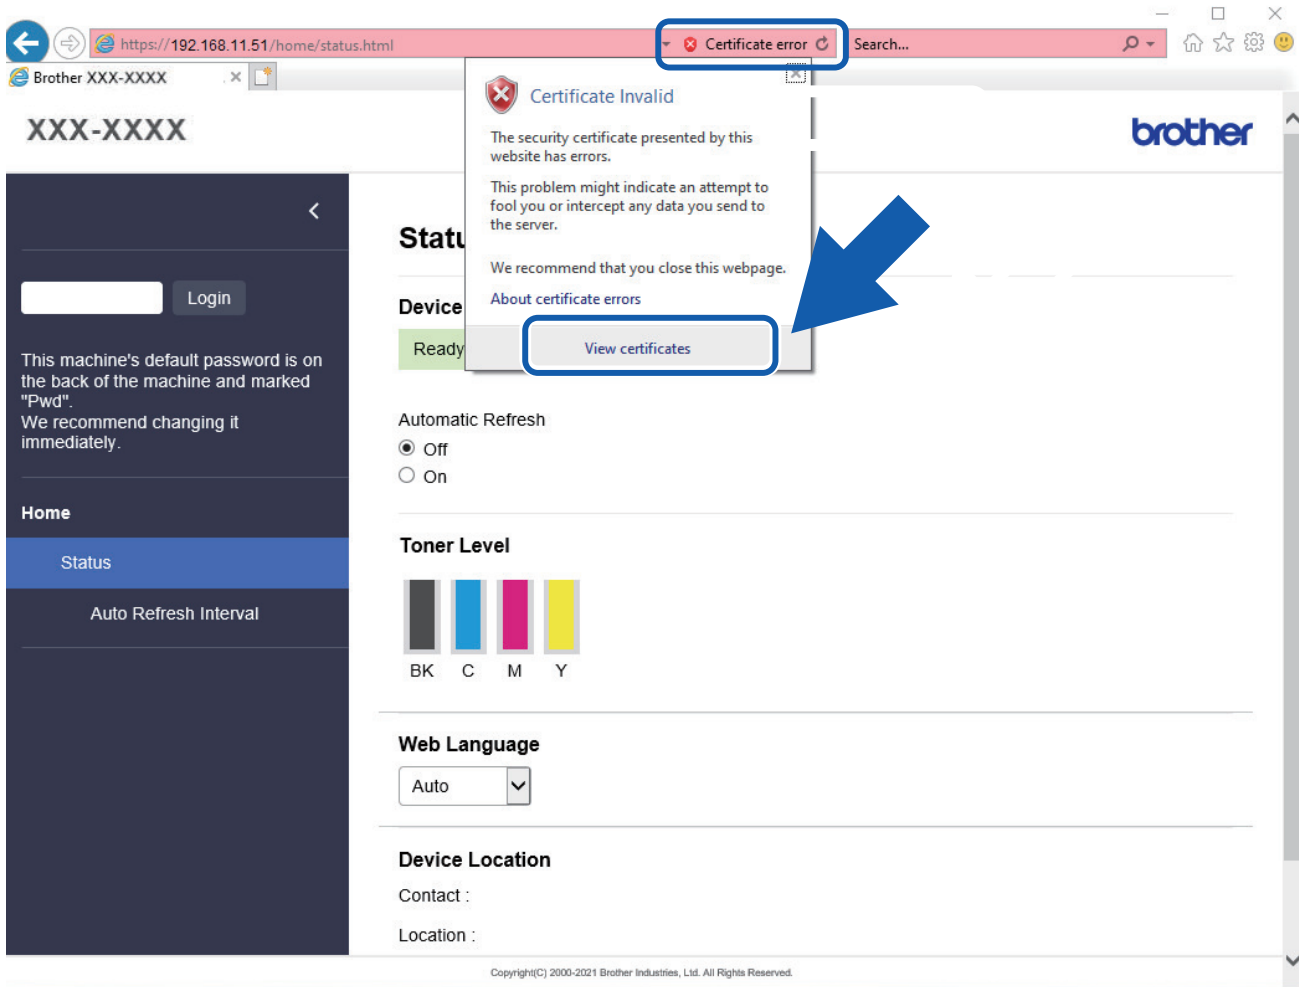 https://192.168.11.51/home/status.html
Certificate error
Search...
Brother XXX-XXXX
XXX-XXXX
brother
Certificate Invalid
The security certificate presented by this
website has errors.
This problem might indicate an attempt to
fool you or intercept any data you send to
the server.
We recommend that you close this webpage.
About certificate errors
View certificates
Login
This machine's default password is on
the back of the machine and marked
"Pwd".
We recommend changing it
immediately.
Home
Status
Auto Refresh Interval
Device
Ready
Automatic Refresh
Off
On
Toner Level
BK C M Y
Web Language
Auto
Device Location
Contact :
Location :
Copyright(C) 2000-2021 Brother Industries, Ltd. All Rights Reserved.